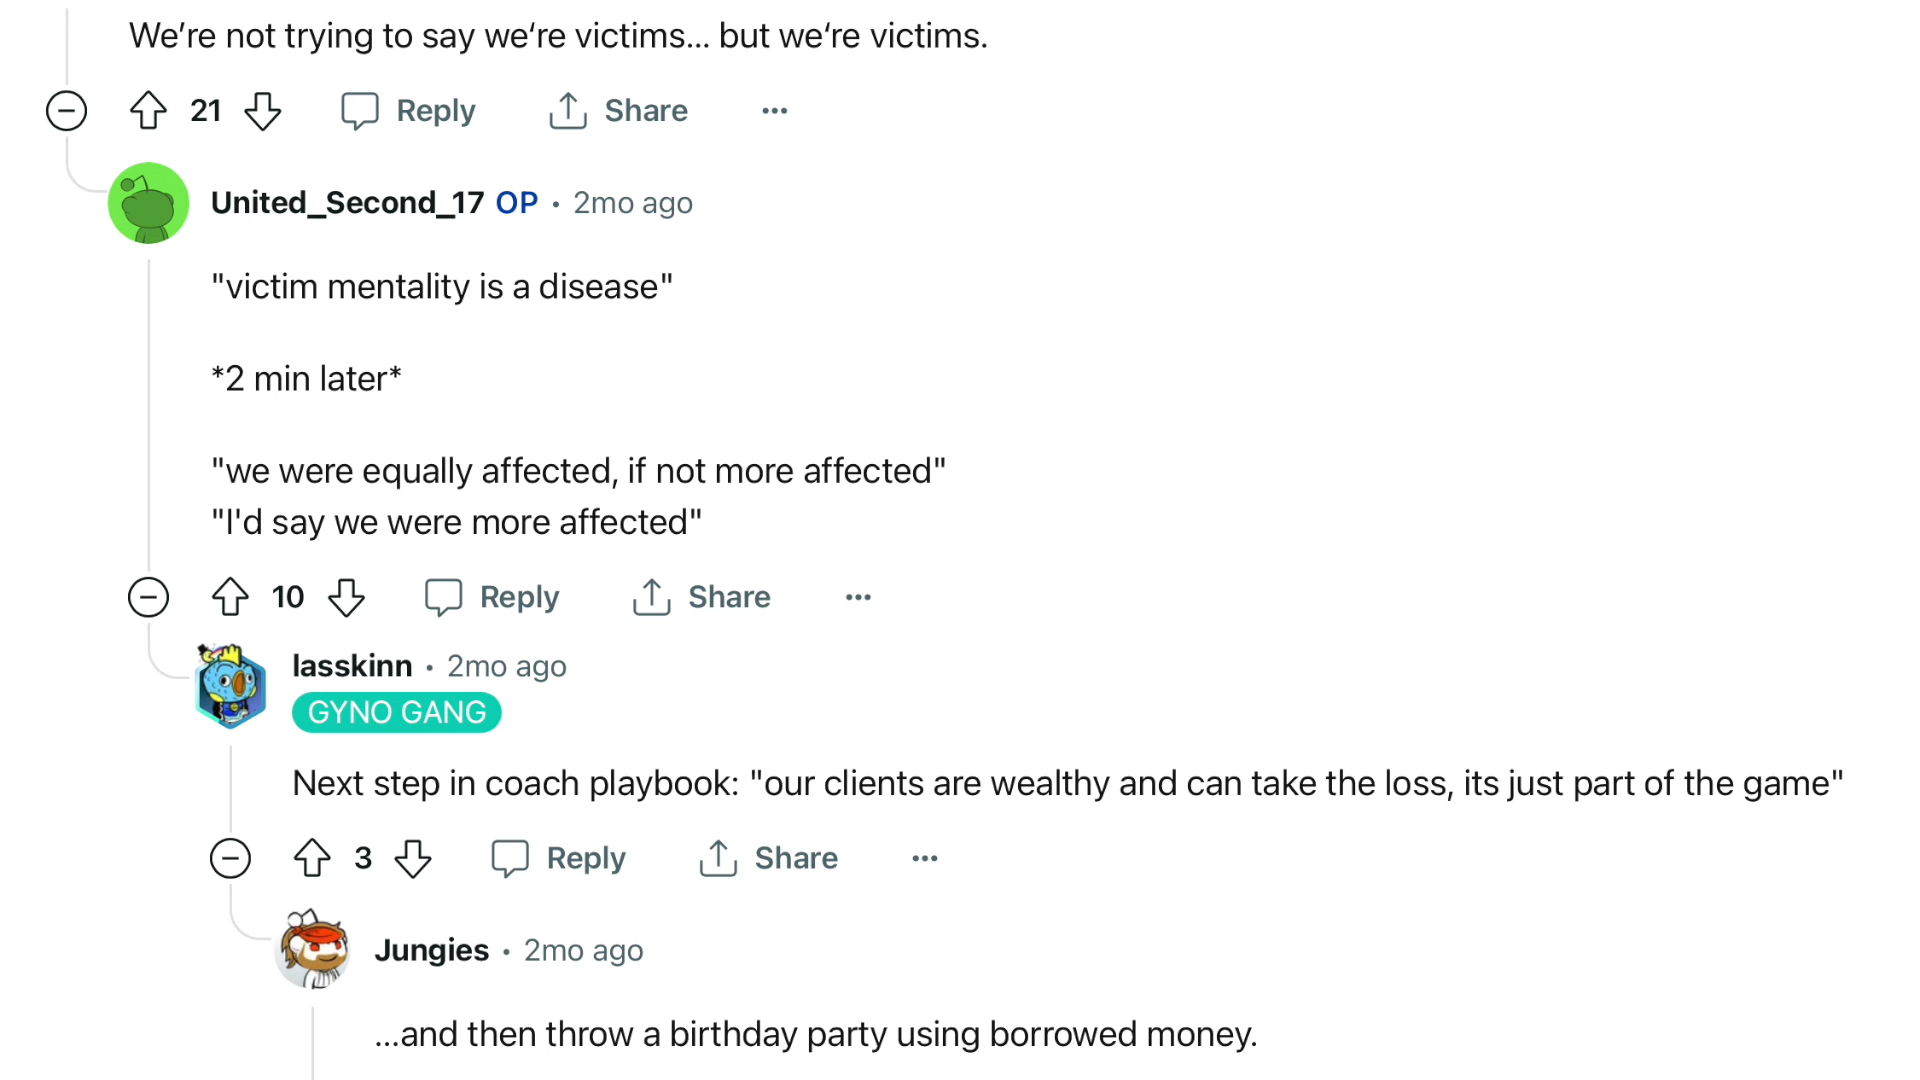 We’re not trying to say we‘re victims... but we‘re victims.
21 Reply Share ...
United_Second_17 OP • 2mo ago
"victim mentality is a disease"
*2 min later*
"we were equally affected, if not more affected"
"I'd say we were more affected"
10 Reply Share ...
lasskinn • 2mo ago
GYNO GANG
Next step in coach playbook: "our clients are wealthy and can take the loss, its just part of the game"
3 Reply Share ...
Jungies • 2mo ago
...and then throw a birthday party using borrowed money.